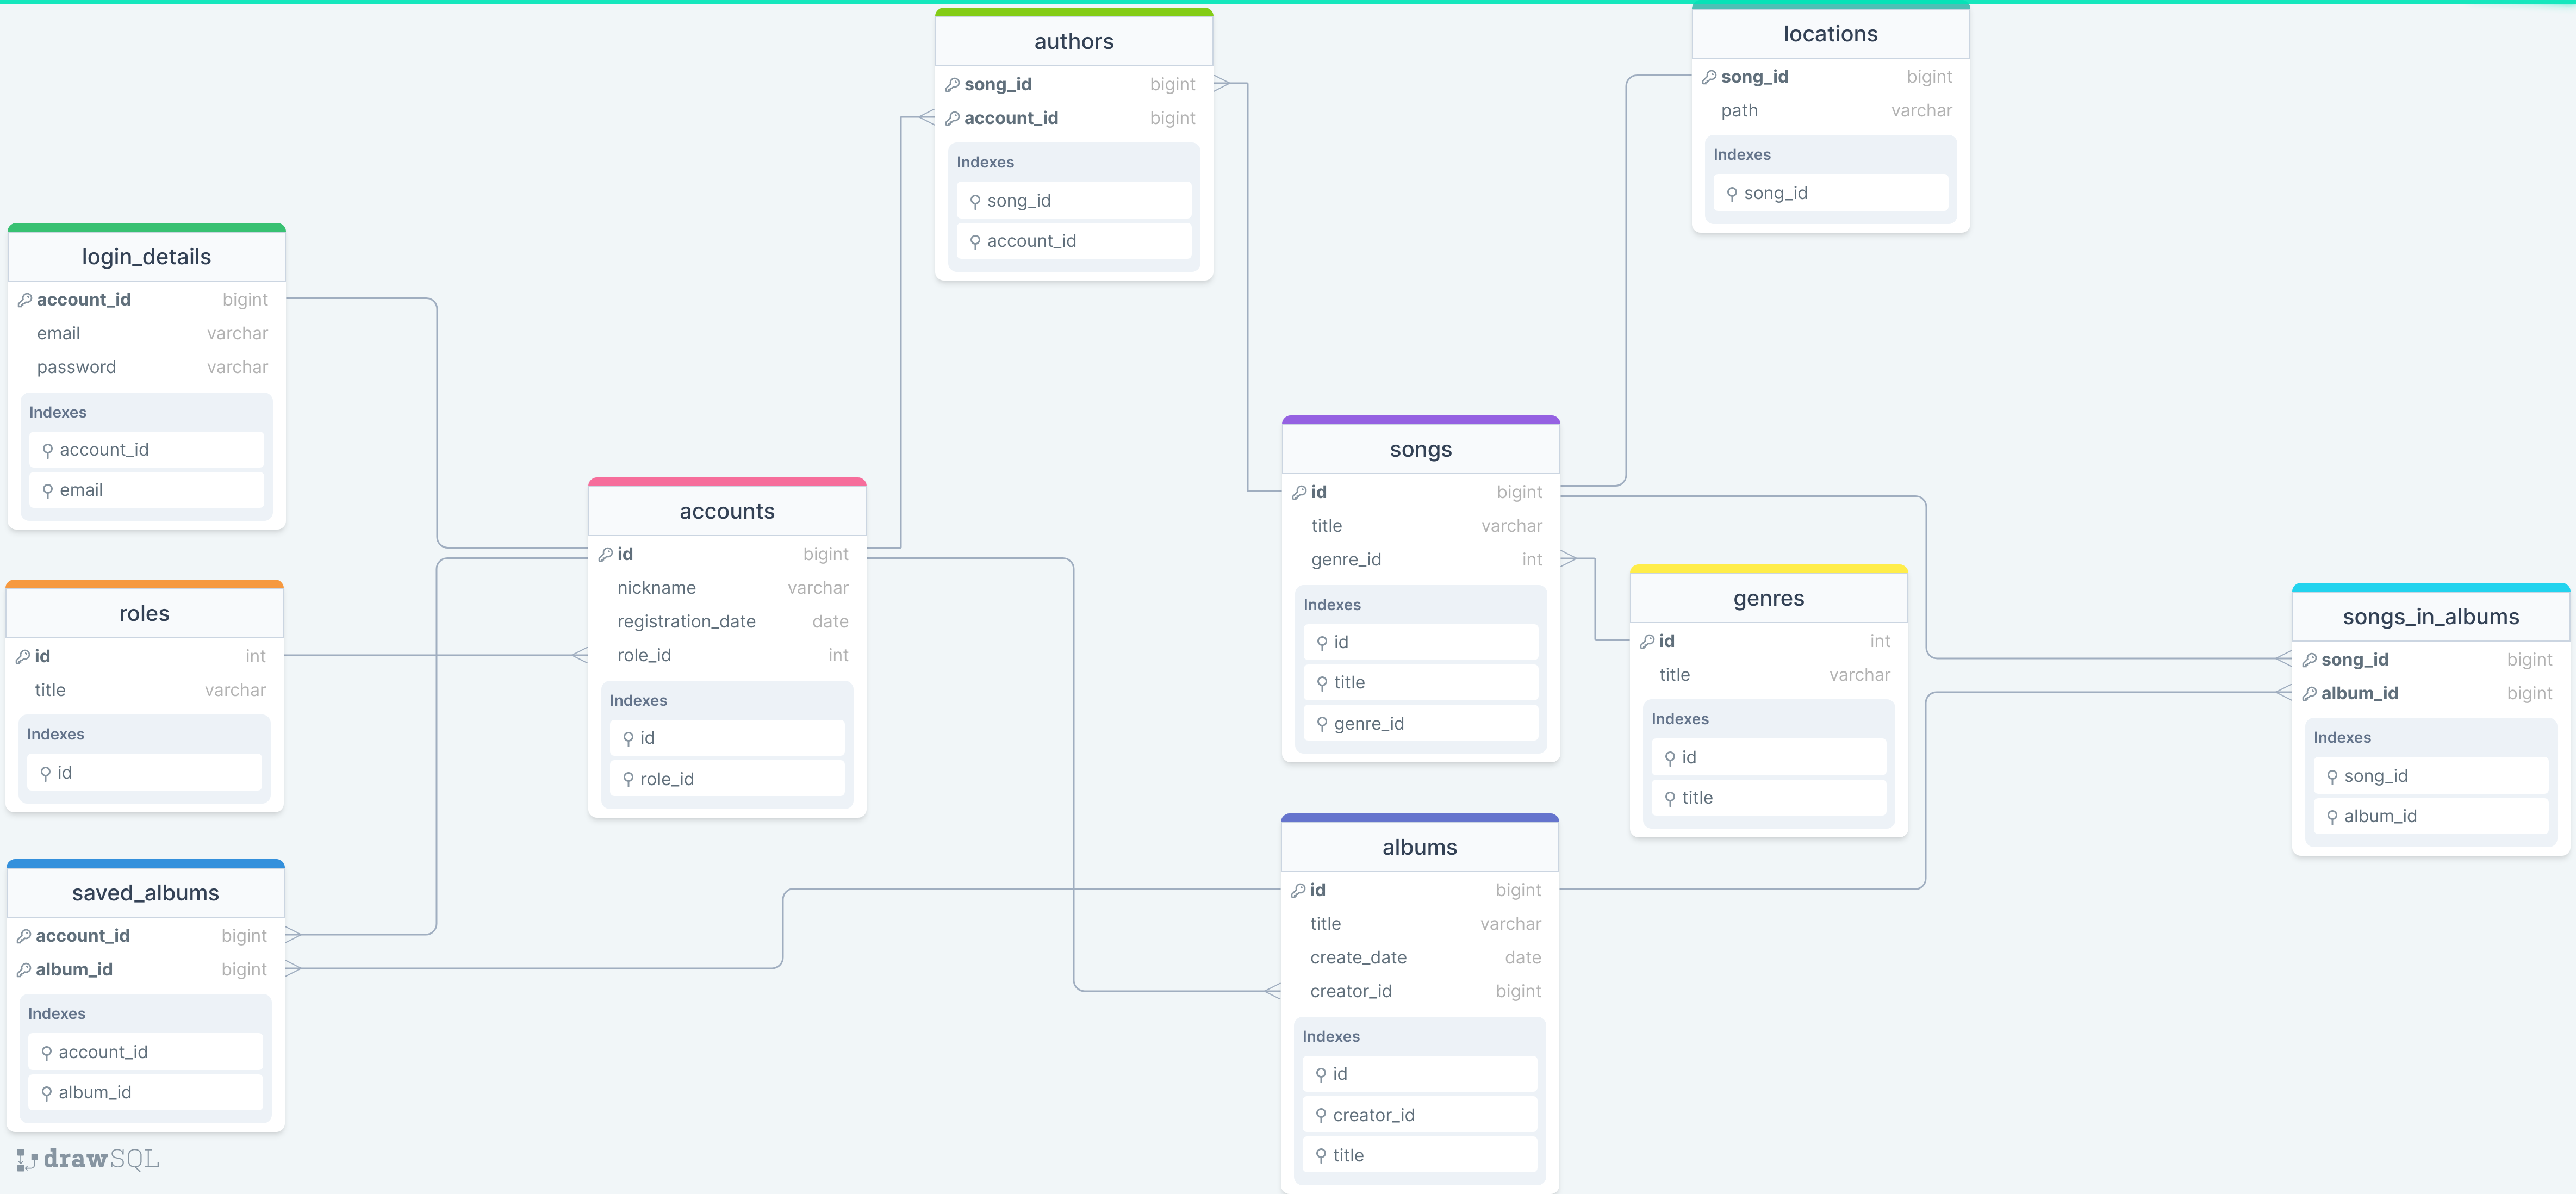 authors
song_id bigint
account_id bigint
Indexes
song_id
account_id
locations
song_id bigint
path varchar
Indexes
song_id
login_details
account_id bigint
email varchar
password varchar
Indexes
account_id
email
accounts
id bigint
nickname varchar
registration_date date
role_id int
Indexes
id
role_id
songs
id bigint
title varchar
genre_id int
Indexes
id
title
genre_id
roles
id int
title varchar
Indexes
id
genres
id int
title varchar
Indexes
id
title
songs_in_albums
song_id bigint
album_id bigint
Indexes
song_id
album_id
saved_albums
account_id bigint
album_id bigint
Indexes
account_id
album_id
albums
id bigint
title varchar
create_date date
creator_id bigint
Indexes
id
creator_id
title
drawSQL